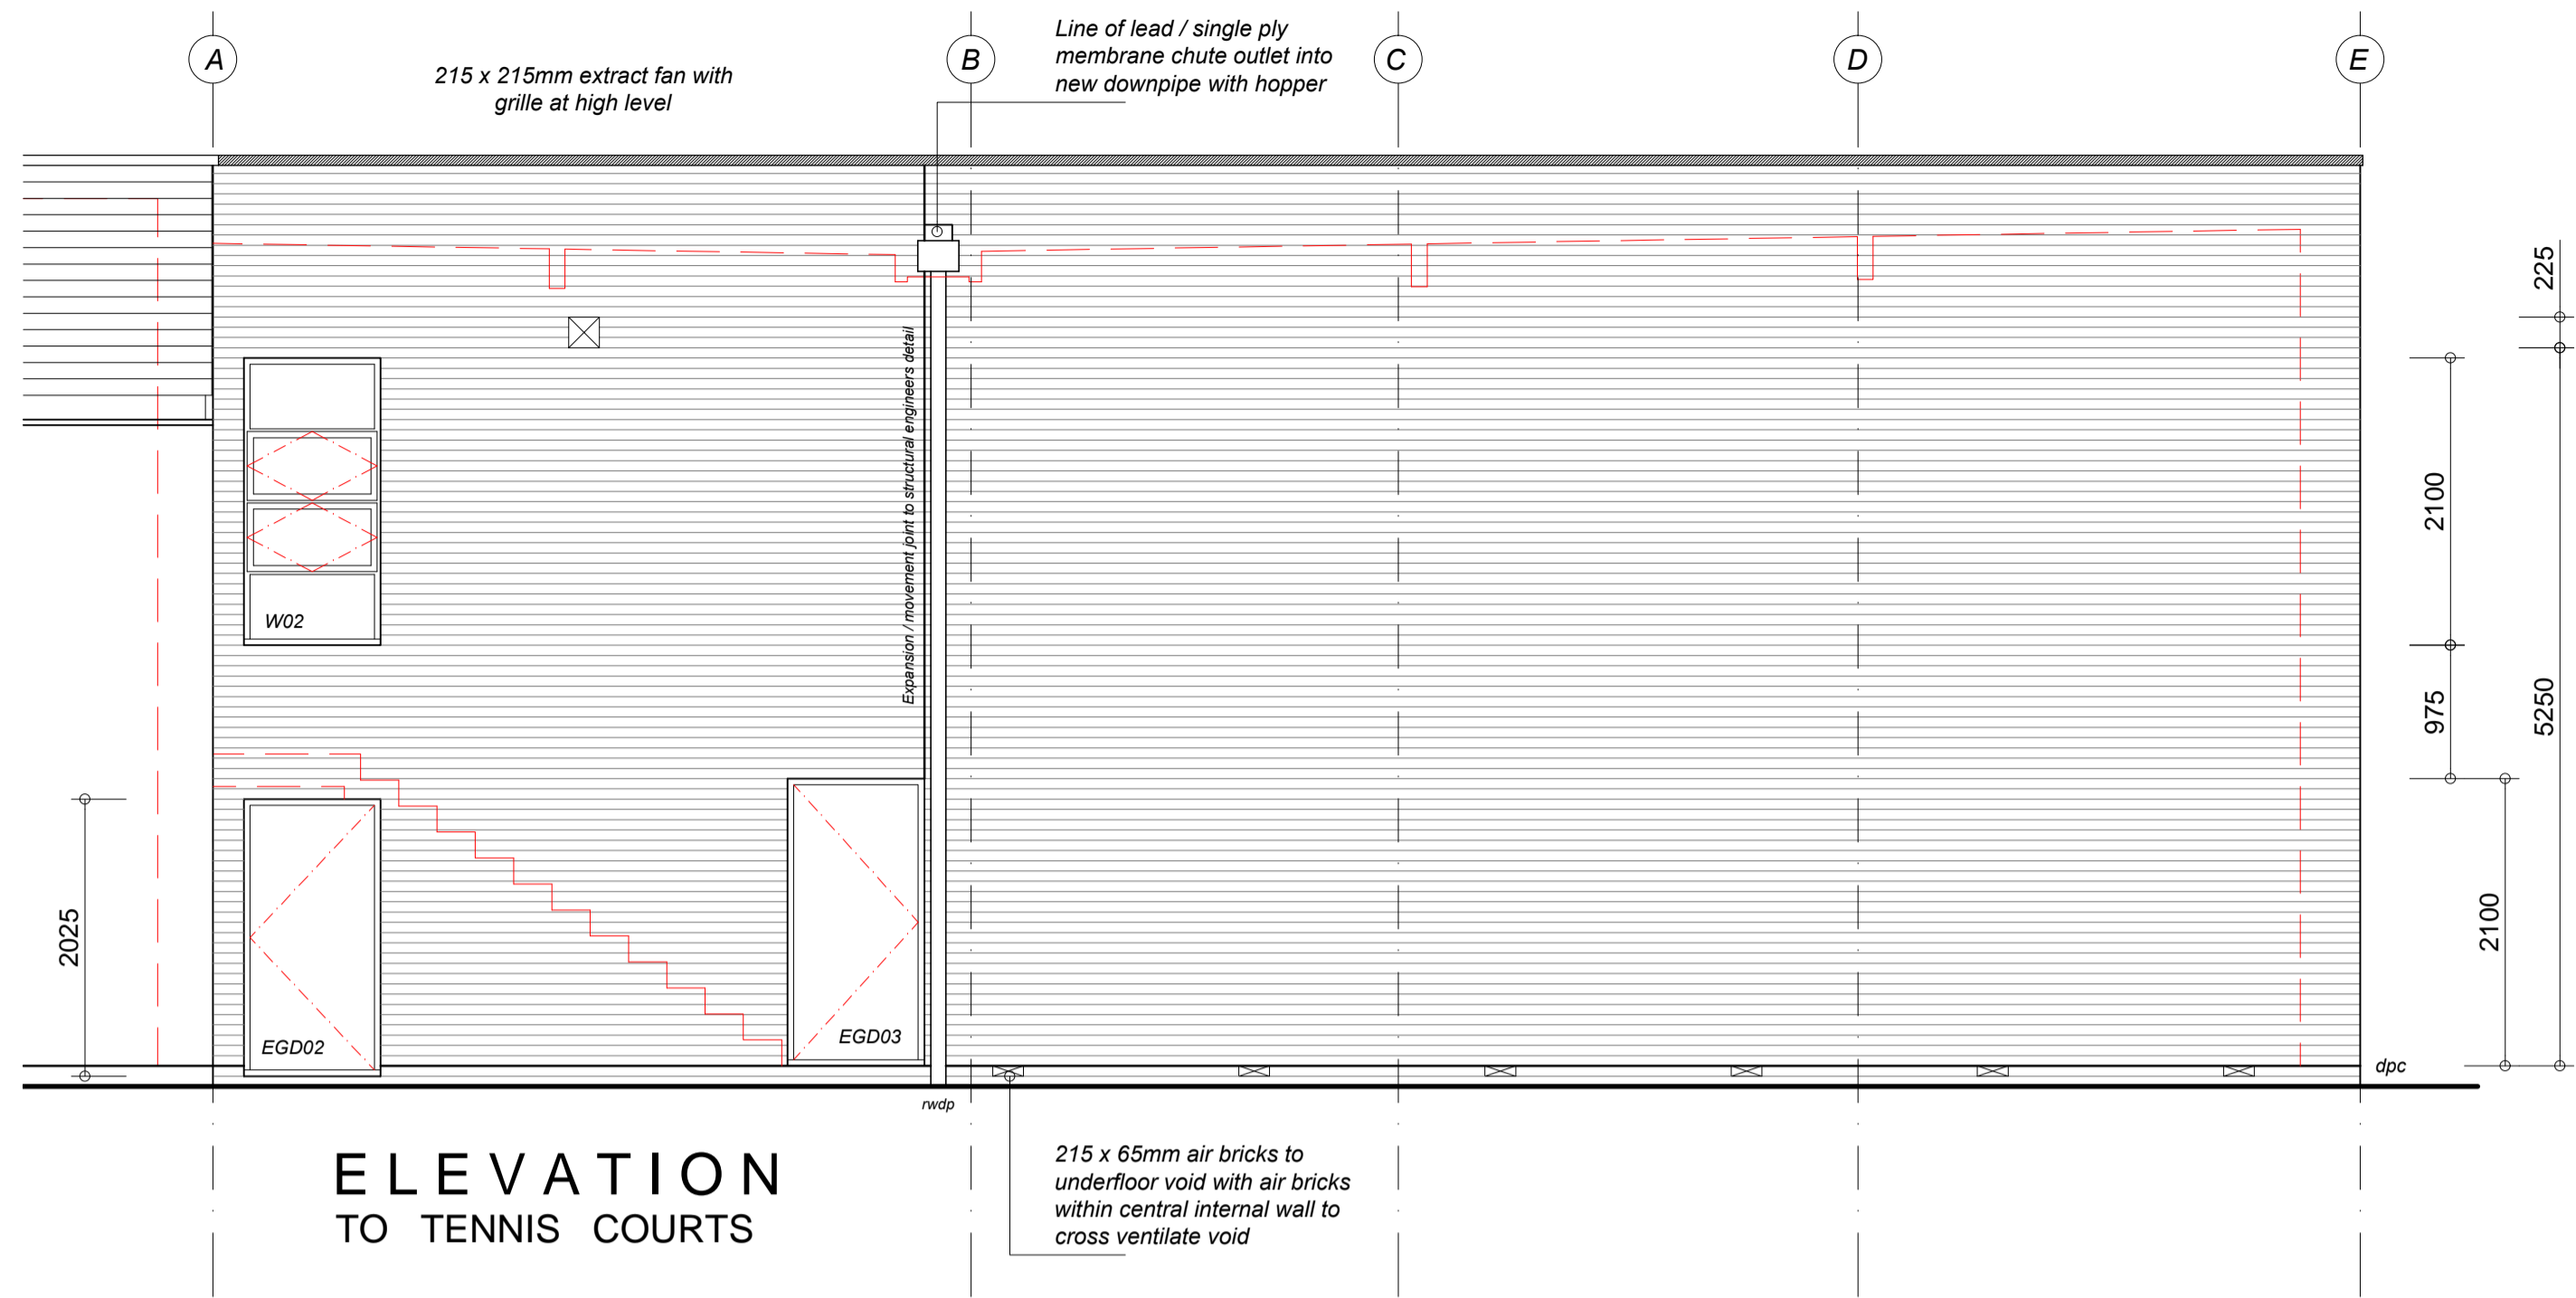 A
B
C
D
E
215 x 215mm extract fan with
grille at high level
Line of lead / single ply
membrane chute outlet into
new downpipe with hopper
Expansion / movement joint to structural engineers detail
W02
EGD02
EGD03
2025
225
2100
975
5250
2100
dpc
rwdp
215 x 65mm air bricks to
underfloor void with air bricks
within central internal wall to
cross ventilate void
ELEVATION
TO TENNIS COURTS